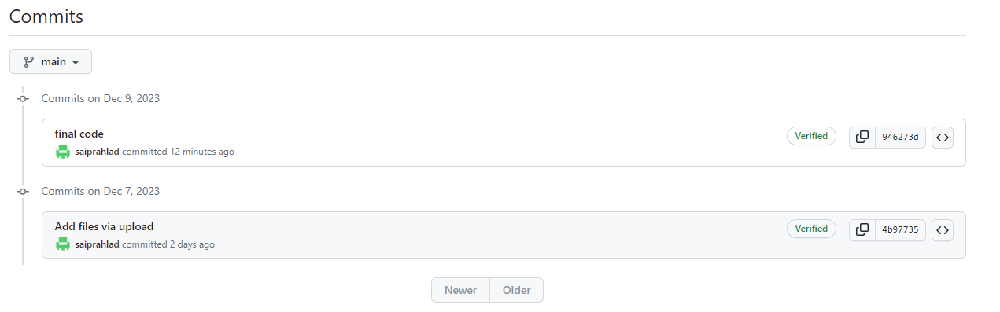 Commits
main
Commits on Dec 9, 2023
final code
Verified
946273d
saiprahlad committed 12 minutes ago
Commits on Dec 7, 2023
Add files via upload
Verified
4b97735
saiprahlad committed 2 days ago
Newer
Older